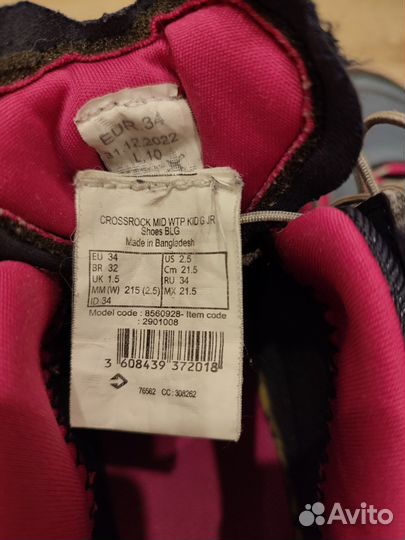 EUR. 34
31.12.2022
L.10
CROSSROCK MID WTP KID G JR
Shoes BLG
Made in Bangladesh
EU 34 US 2.5
BR 32 Cm 21.5
UK 1.5 RU 34
MM (W) 215 (2.5) MX 21.5
ID 34
Model code : 8560928- Item code
: 2901008
3 608439 372018
76562 CC: 308262
Avito